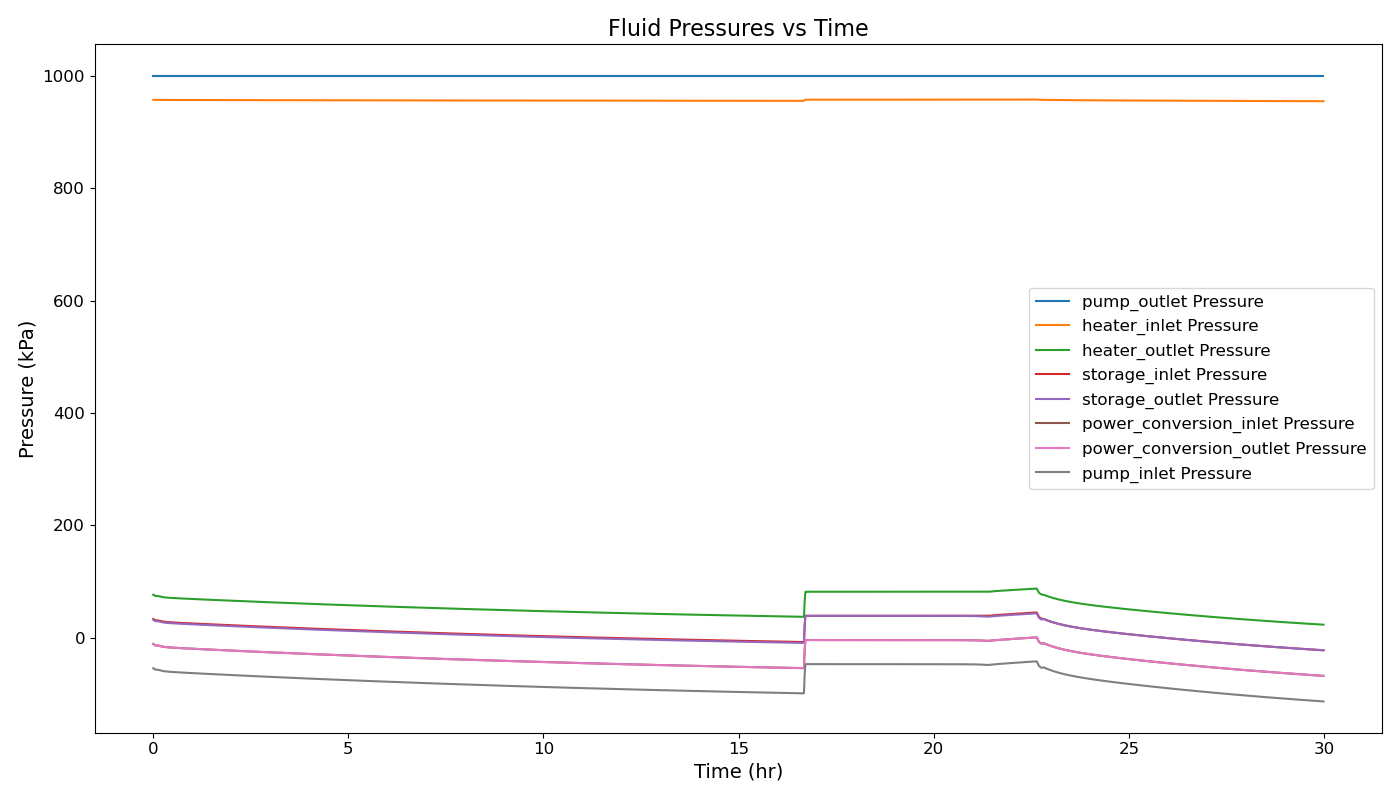 Fluid Pressures vs Time
Pressure (kPa)
1000
800
600
400
200
0
pump_outlet Pressure
heater_inlet Pressure
heater_outlet Pressure
storage_inlet Pressure
storage_outlet Pressure
power_conversion_inlet Pressure
power_conversion_outlet Pressure
pump_inlet Pressure
0 5 10 15 20 25 30
Time (hr)